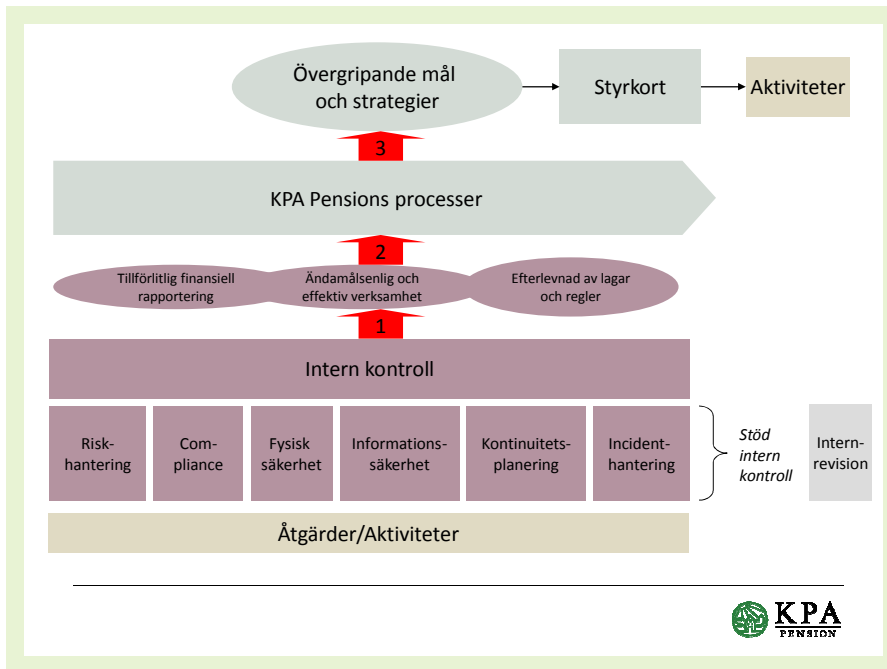 Övergripande mål
och strategier
Styrkort
Aktiviteter
3
KPA Pensions processer
2
Tillförlitlig finansiell
rapportering
Ändamålsenlig och
effektiv verksamhet
Efterlevnad av lagar
och regler
1
Intern kontroll
Risk-
hantering
Com-
pliance
Fysisk
säkerhet
Informations-
säkerhet
Kontinuitets-
planering
Incident-
hantering
Stöd
intern
kontroll
Intern-
revision
Åtgärder/Aktiviteter
KPA
PENSION